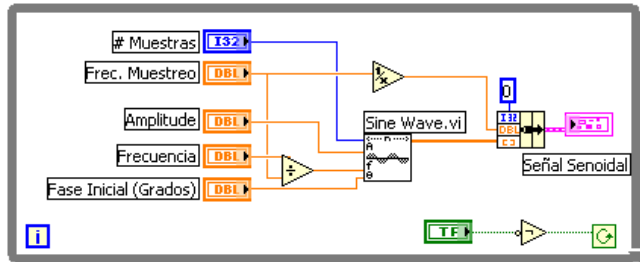 # Muestras
I32
Frec. Muestreo
DBL
1/x
0
Amplitude
DBL
Sine Wave.vi
I32
DBL
Frecuencia
DBL
÷
n
A
f
θ
Señal Senoidal
Fase Inicial (Grados)
DBL
i
TF